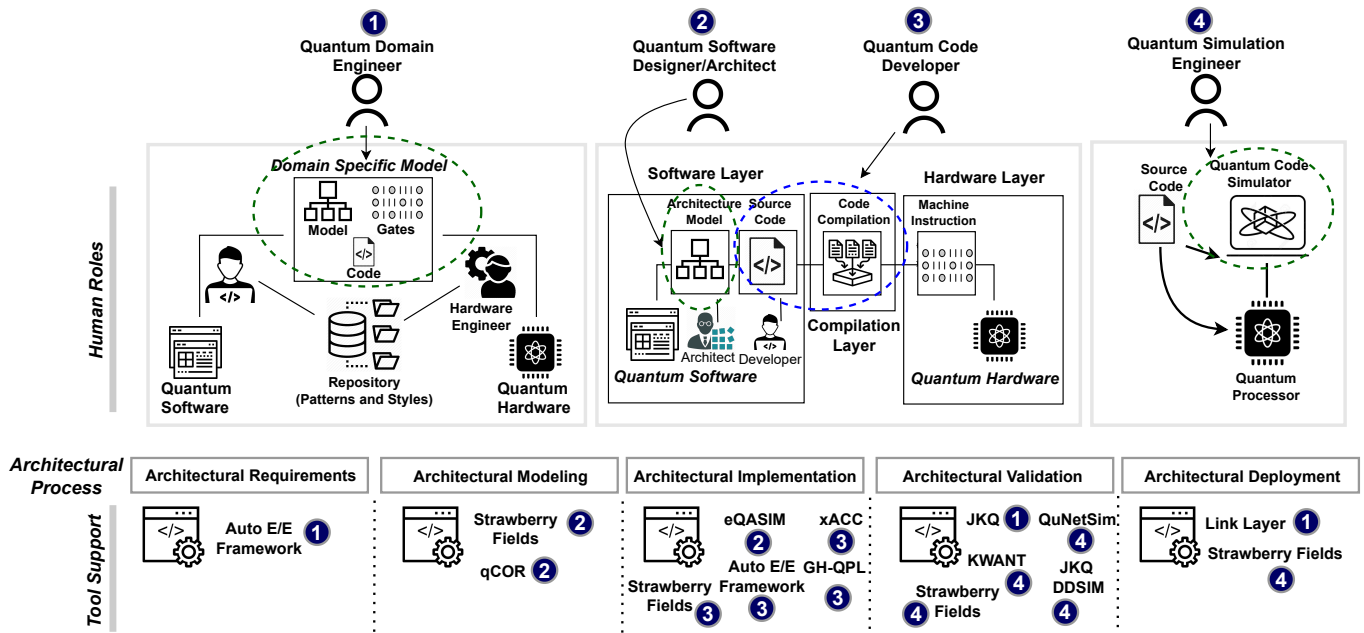 1
Quantum Domain
Engineer
2
Quantum Software
Designer/Architect
3
Quantum Code
Developer
4
Quantum Simulation
Engineer
Human Roles
Domain Specific Model
Model
Gates
</>
Code
</>
Hardware
Engineer
Quantum
Software
Repository
(Patterns and Styles)
Quantum
Hardware
Software Layer
Architecture
Model
Source
Code
</>
Architect
</>
Developer
Quantum Software
Code
Compilation
Compilation
Layer
Hardware Layer
Machine
Instruction
Quantum Hardware
Source
Code
</>
Quantum Code
Simulator
Quantum
Processor
Architectural
Process
Architectural Requirements
Architectural Modeling
Architectural Implementation
Architectural Validation
Architectural Deployment
Tool Support
</>
Auto E/E
Framework
1
</>
Strawberry
Fields
2
qCOR
2
</>
eQASIM
2
xACC
3
Auto E/E
Framework
3
GH-QPL
3
Strawberry
Fields
3
</>
JKQ
1
QuNetSim
4
KWANT
4
JKQ
DDSIM
4
Strawberry
Fields
4
</>
Link Layer
1
Strawberry Fields
4